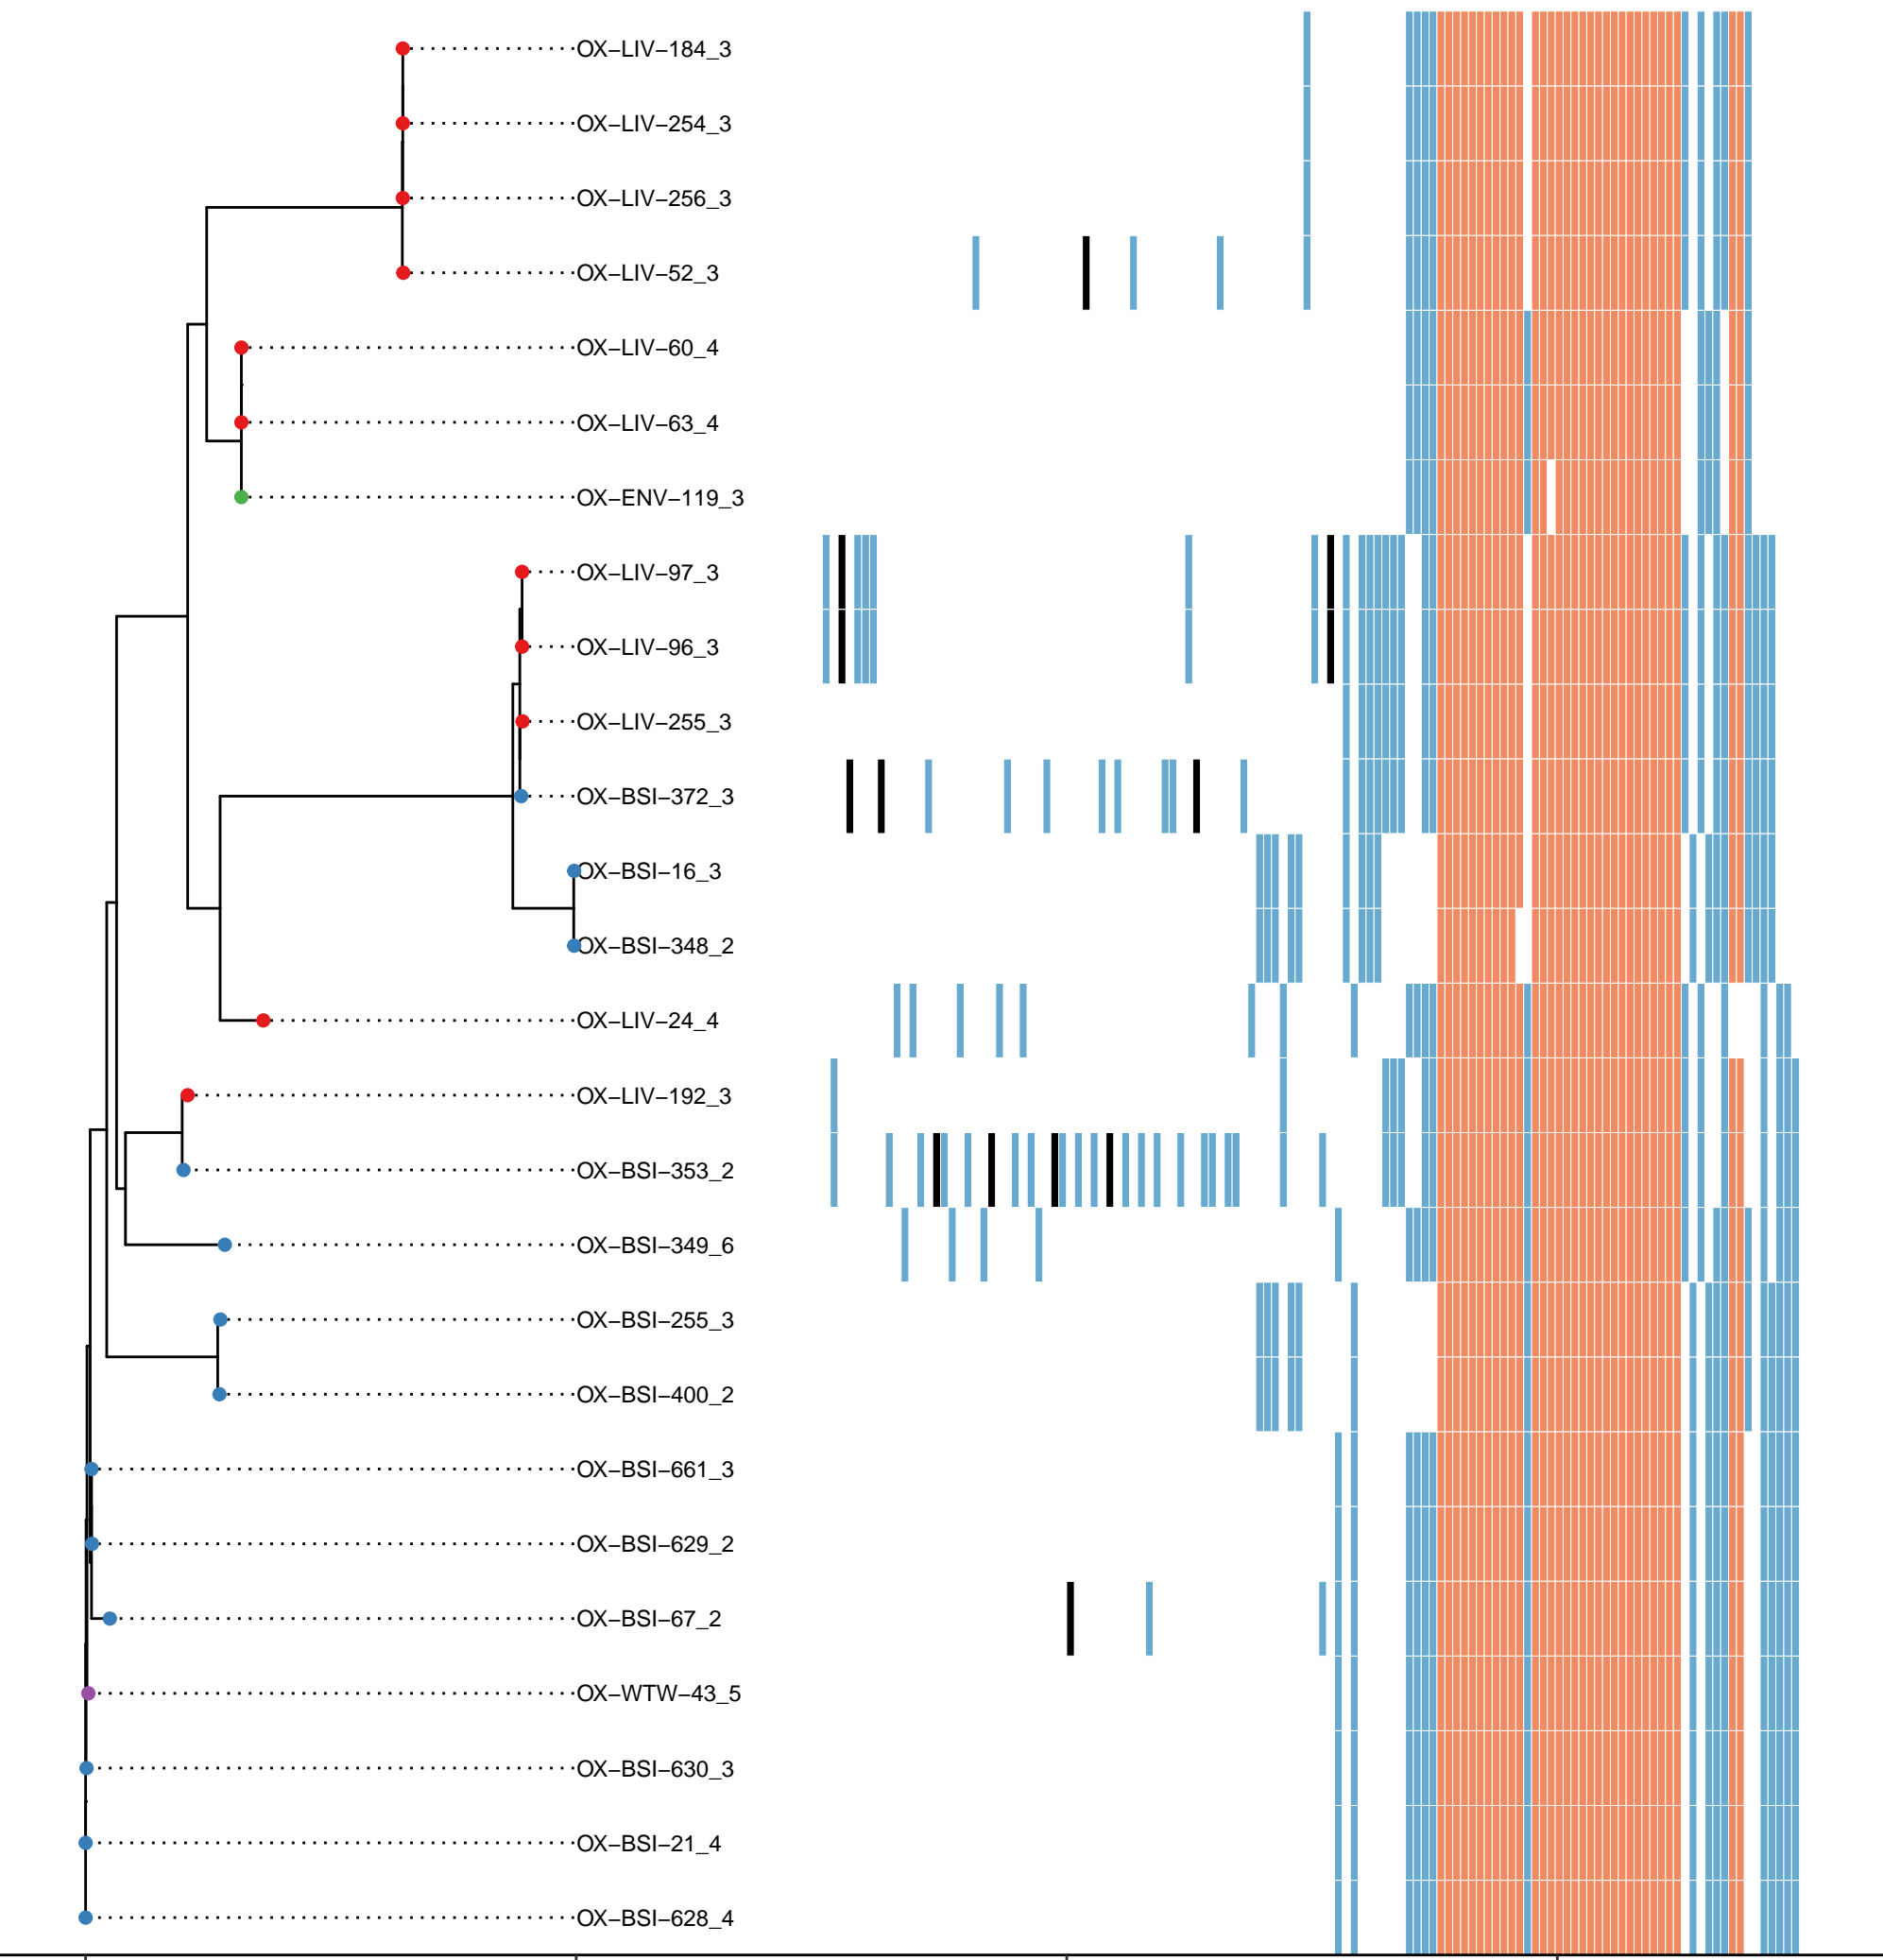 OX−LIV−184_3
OX−LIV−254_3
OX−LIV−256_3
OX−LIV−52_3
OX−LIV−60_4
OX−LIV−63_4
OX−ENV−119_3
OX−LIV−97_3
OX−LIV−96_3
OX−LIV−255_3
OX−BSI−372_3
OX−BSI−16_3
OX−BSI−348_2
OX−LIV−24_4
OX−LIV−192_3
OX−BSI−353_2
OX−BSI−349_6
OX−BSI−255_3
OX−BSI−400_2
OX−BSI−661_3
OX−BSI−629_2
OX−BSI−67_2
OX−WTW−43_5
OX−BSI−630_3
OX−BSI−21_4
OX−BSI−628_4